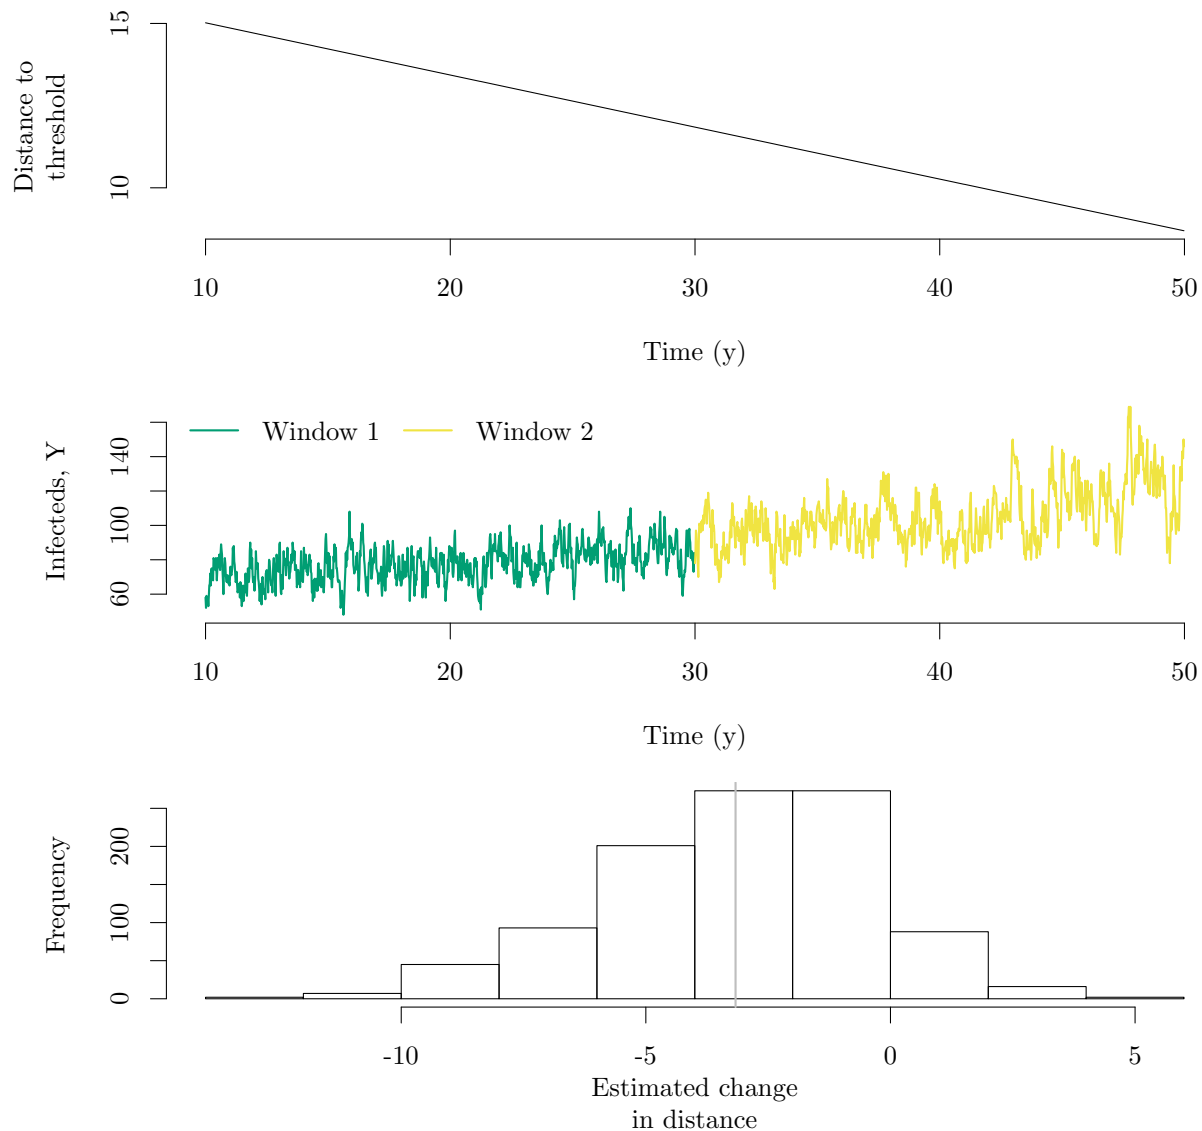 Distance to
threshold
15
10
10 20 30 40 50
Time (y)
Infecteds, Y
140
100
60
Window 1 Window 2
10 20 30 40 50
Time (y)
Frequency
200
100
0
-10 -5 0 5
Estimated change
in distance